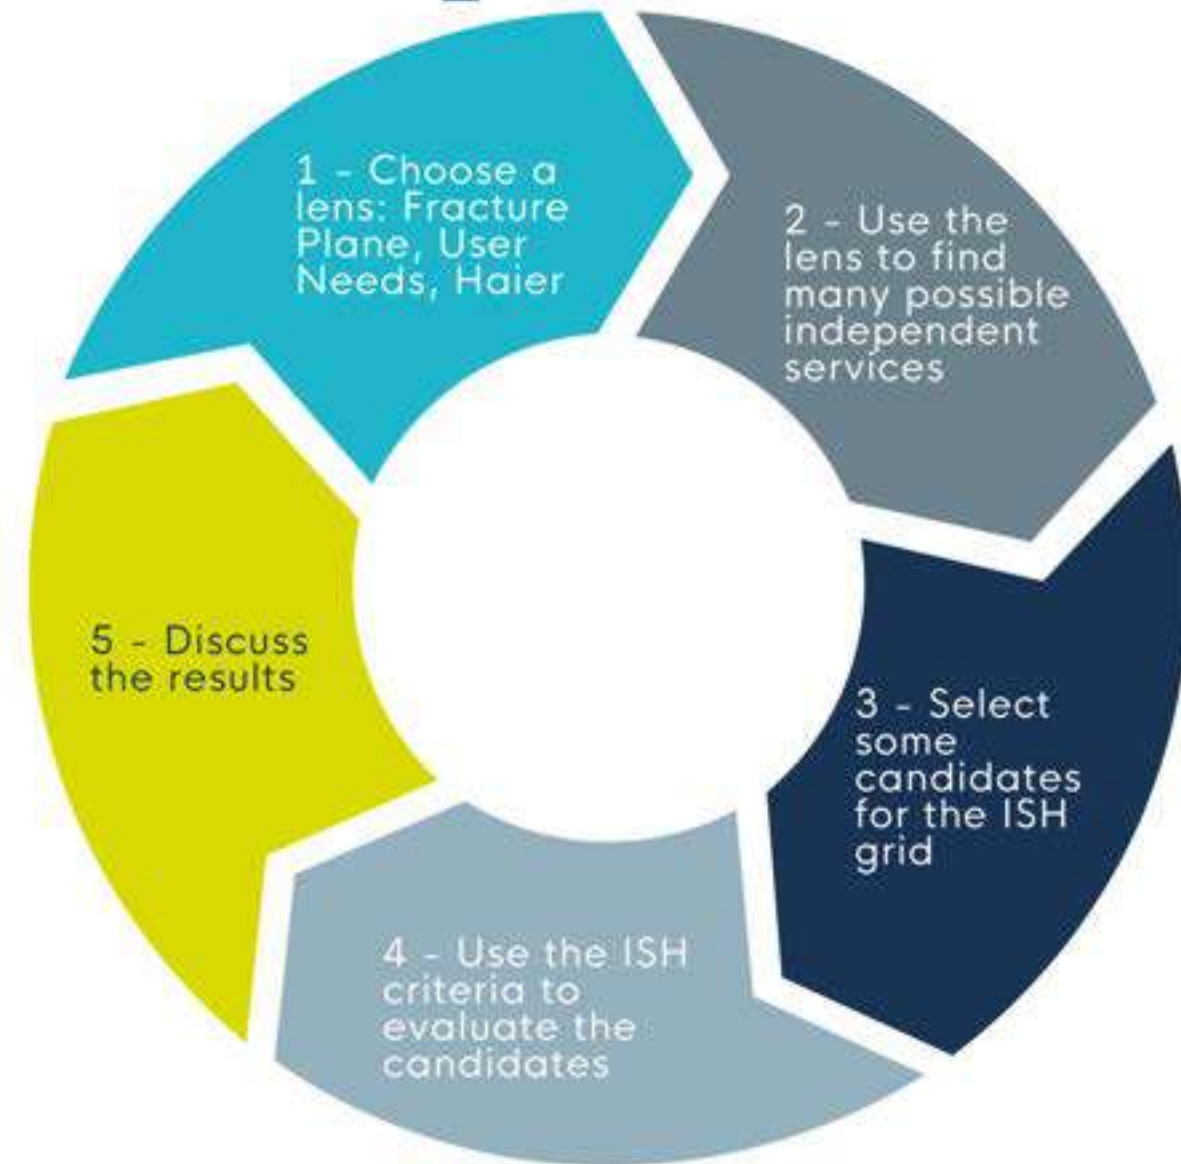 1 - Choose a
lens: Fracture
Plane, User
Needs, Haier
2 - Use the
lens to find
many possible
independent
services
3 - Select
some
candidates
for the ISH
grid
4 - Use the ISH
criteria to
evaluate the
candidates
5 - Discuss
the results